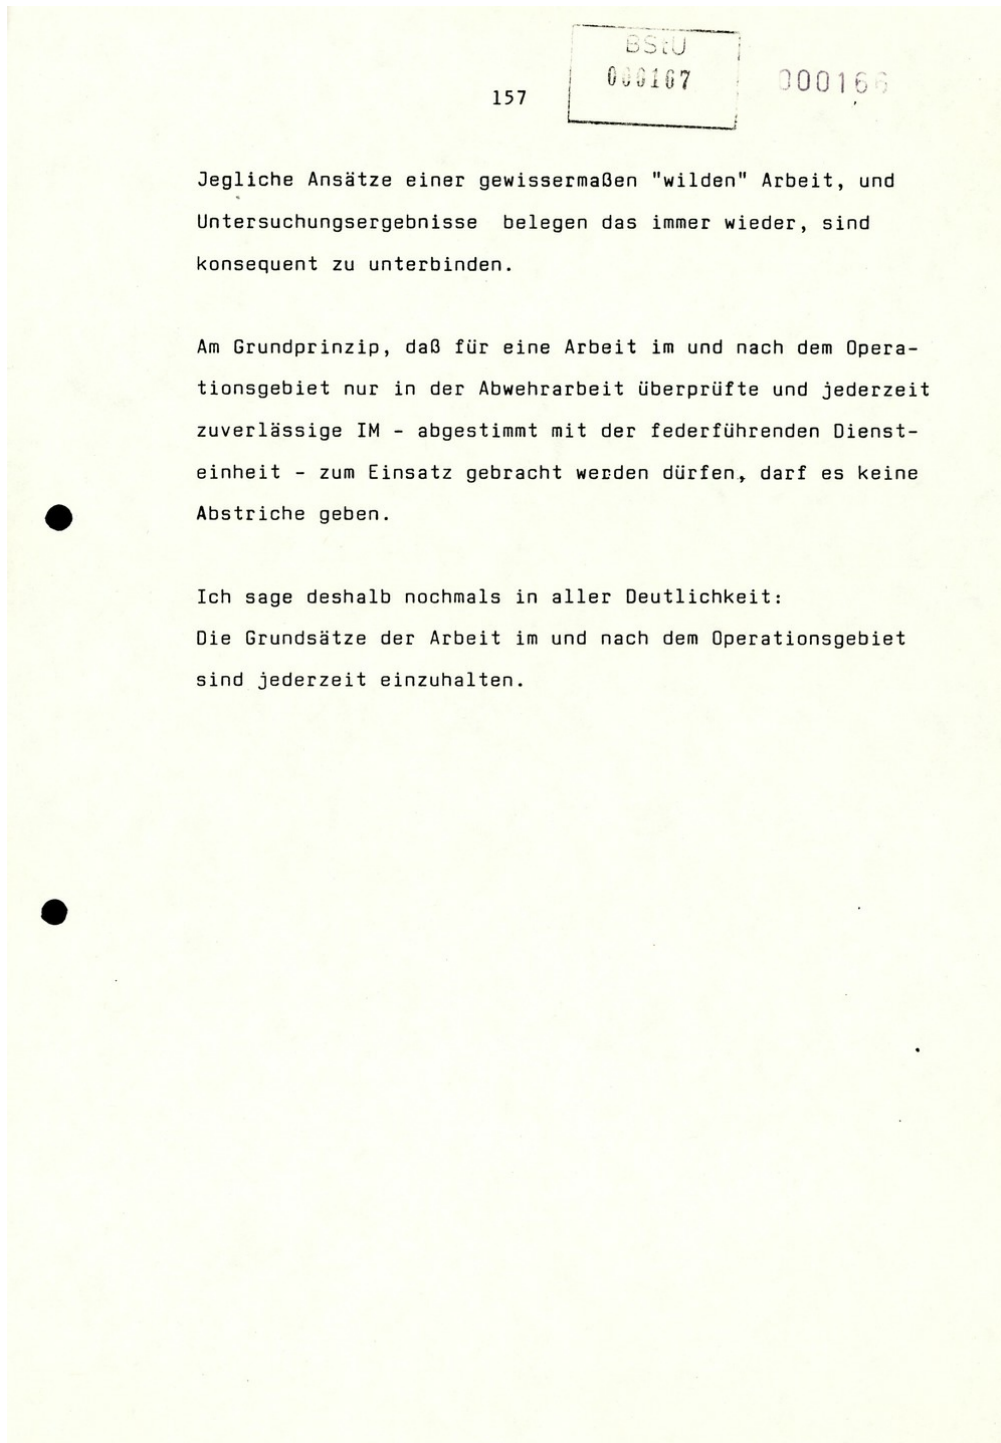 BStU
000167
000166
157
Jegliche Ansätze einer gewissermaßen "wilden" Arbeit, und
Untersuchungsergebnisse belegen das immer wieder, sind
konsequent zu unterbinden.
Am Grundprinzip, daß für eine Arbeit im und nach dem Opera-
tionsgebiet nur in der Abwehrarbeit überprüfte und jederzeit
zuverlässige IM - abgestimmt mit der federführenden Dienst-
einheit - zum Einsatz gebracht werden dürfen, darf es keine
Abstriche geben.
Ich sage deshalb nochmals in aller Deutlichkeit:
Die Grundsätze der Arbeit im und nach dem Operationsgebiet
sind jederzeit einzuhalten.